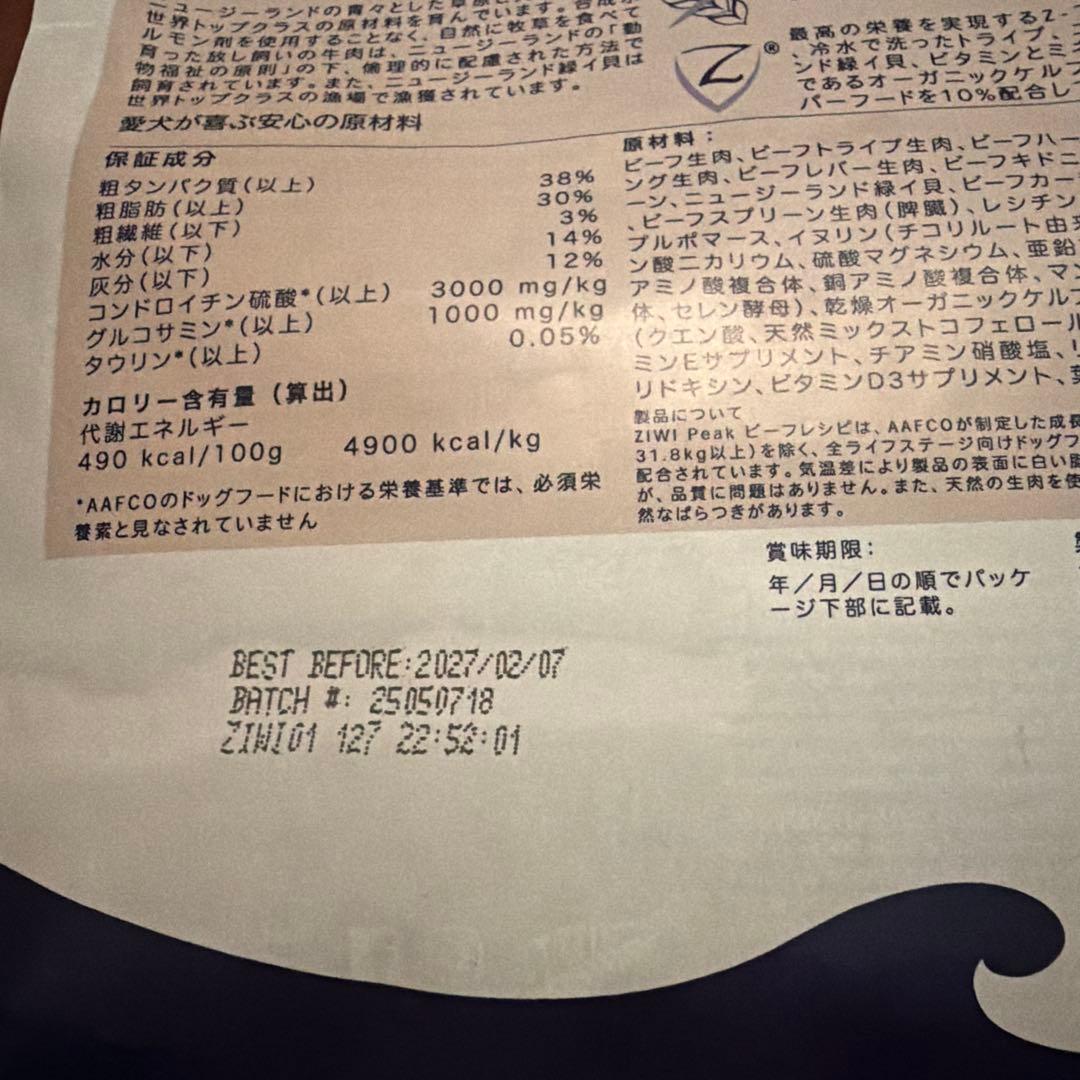 ニュージーランドの青々とした草原
世界トップクラスの原材料を育んでいます。合成ホ
ルモン剤を使用することなく、自然に牧草を食べて
育った放し飼いの牛肉は、ニュージーランドの「動
物福祉の原則」の下、倫理的に配慮された方法で
飼育されています。また、ニュージーランド緑イ貝は
世界トップクラスの漁場で漁獲されています。
愛犬が喜ぶ安心の原材料
保証成分
粗タンパク質(以上) 38%
粗脂肪(以上) 30%
粗繊維(以下) 3%
水分(以下) 14%
灰分(以下) 12%
コンドロイチン硫酸*(以上) 3000 mg/kg
グルコサミン*(以上) 1000 mg/kg
タウリン*(以上) 0.05%
カロリー含有量(算出)
代謝エネルギー
490 kcal/100g 4900 kcal/kg
*AAFCOのドッグフードにおける栄養基準では、必須栄
養素と見なされていません
Z®
最高の栄養を実現するZ-
、冷水で洗ったトライプ、
ンド緑イ貝、ビタミンとミネ
であるオーガニックケルプ
パーフードを10%配合し
原材料:
ビーフ生肉、ビーフトライプ生肉、ビーフハー
ング生肉、ビーフレバー生肉、ビーフキドニ
ーン、ニュージーランド緑イ貝、ビーフカー
、ビーフスプリーン生肉(脾臓)、レシチン
プルポマース、イヌリン(チコリルート由来
ン酸ニカリウム、硫酸マグネシウム、亜鉛
アミノ酸複合体、銅アミノ酸複合体、マン
体、セレン酵母)、乾燥オーガニックケルプ
(クエン酸、天然ミックストコフェロール
ミンEサプリメント、チアミン硝酸塩、リ
リドキシン、ビタミンD3サプリメント、葉
製品について
ZIWI Peak ビーフレシピは、AAFCOが制定した成長
31.8kg以上)を除く、全ライフステージ向けドッグフ
配合されています。気温差により製品の表面に白い脂
が、品質に問題はありません。また、天然の生肉を使
然なばらつきがあります。
賞味期限:
年/月/日の順でパッケ
ージ下部に記載。
BEST BEFORE:2027/02/07
BATCH #: 25050718
ZIWI01 127 22:52:01